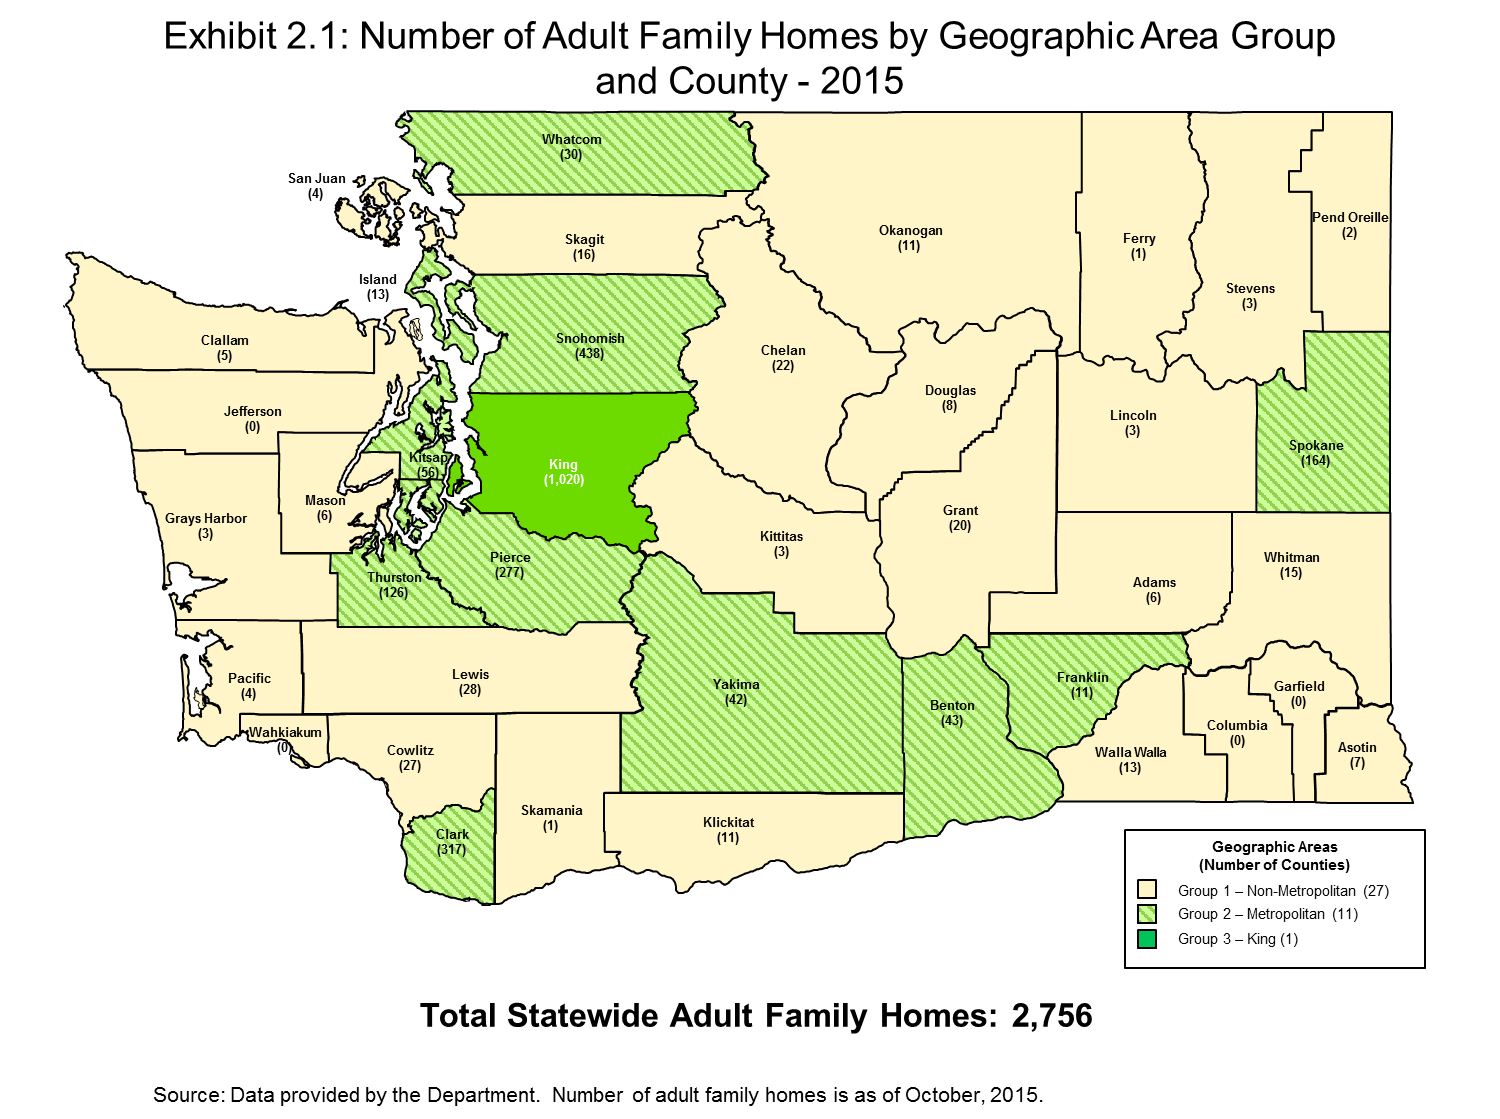 Exhibit 2.1: Number of Adult Family Homes by Geographic Area Group
and County - 2015
Whatcom
(30)
San Juan
(4)
Skagit
(16)
Okanogan
(11)
Ferry
(1)
Pend Oreille
(2)
Stevens
(3)
Island
(13)
Clallam
(5)
Snohomish
(438)
Chelan
(22)
Douglas
(8)
Jefferson
(0)
Lincoln
(3)
Spokane
(164)
Kitsap
(56)
King
(1,020)
Mason
(6)
Grays Harbor
(3)
Grant
(20)
Kittitas
(3)
Pierce
(277)
Whitman
(15)
Thurston
(126)
Adams
(6)
Pacific
(4)
Lewis
(28)
Yakima
(42)
Franklin
(11)
Garfield
(0)
Benton
(43)
Wahkiakum
(0)
Columbia
(0)
Cowlitz
(27)
Walla Walla
(13)
Asotin
(7)
Skamania
(1)
Klickitat
(11)
Clark
(317)
Geographic Areas
(Number of Counties)
Group 1 – Non-Metropolitan (27)
Group 2 – Metropolitan (11)
Group 3 – King (1)
Total Statewide Adult Family Homes: 2,756
Source: Data provided by the Department. Number of adult family homes is as of October, 2015.